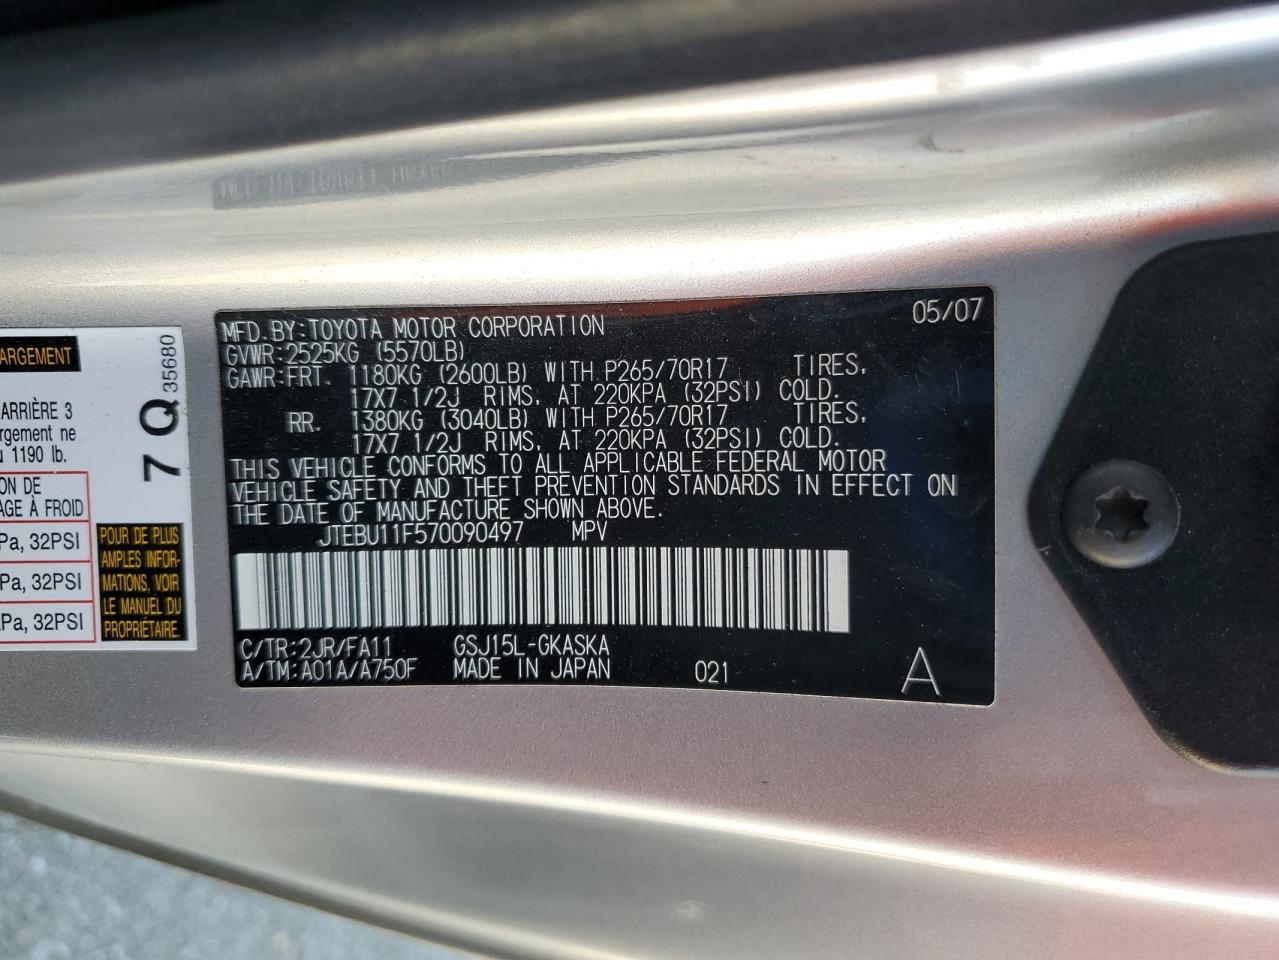 MFD. BY: TOYOTA MOTOR CORPORATION 05/07
GVWR: 2525KG (5570LB)
GAWR: FRT. 1180KG (2600LB) WITH P265/70R17 TIRES,
17X7 1/2J RIMS, AT 220KPA (32PSI) COLD.
RR. 1380KG (3040LB) WITH P265/70R17 TIRES,
17X7 1/2J RIMS, AT 220KPA (32PSI) COLD.
THIS VEHICLE CONFORMS TO ALL APPLICABLE FEDERAL MOTOR
VEHICLE SAFETY AND THEFT PREVENTION STANDARDS IN EFFECT ON
THE DATE OF MANUFACTURE SHOWN ABOVE.
JTEBU11F570090497 MPV
C/TR: 2JR/FA11 GSJ15L-GKASKA
A/TM: A01A/A750F MADE IN JAPAN 021 A
ARGEMENT
ARRIÈRE 3
rgement ne
1190 lb.
ON DE
AGE À FROID
Pa, 32PSI
Pa, 32PSI
Pa, 32PSI
7 Q 35680
POUR DE PLUS
AMPLES INFOR-
MATIONS, VOIR
LE MANUEL DU
PROPRIÉTAIRE.